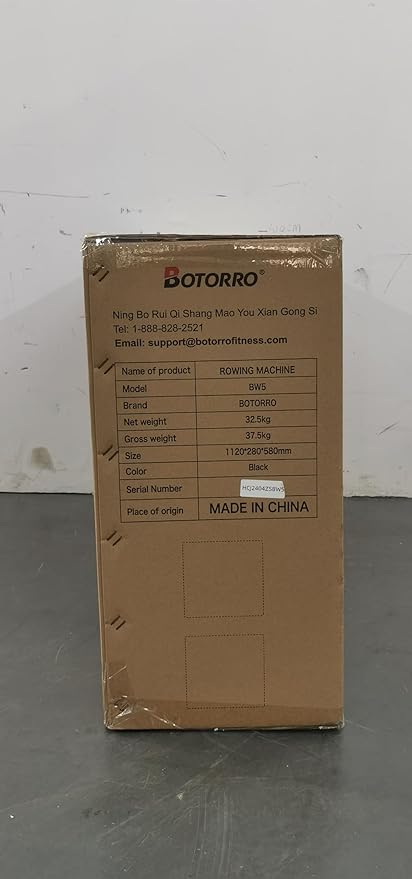 BOTORRO®
Ning Bo Rui Qi Shang Mao You Xian Gong Si
Tel: 1-888-828-2521
Email: support@botorrofitness.com
Name of product ROWING MACHINE
Model BW5
Brand BOTORRO
Net weight 32.5kg
Gross weight 37.5kg
Size 1120*280*580mm
Color Black
Serial Number
Place of origin MADE IN CHINA